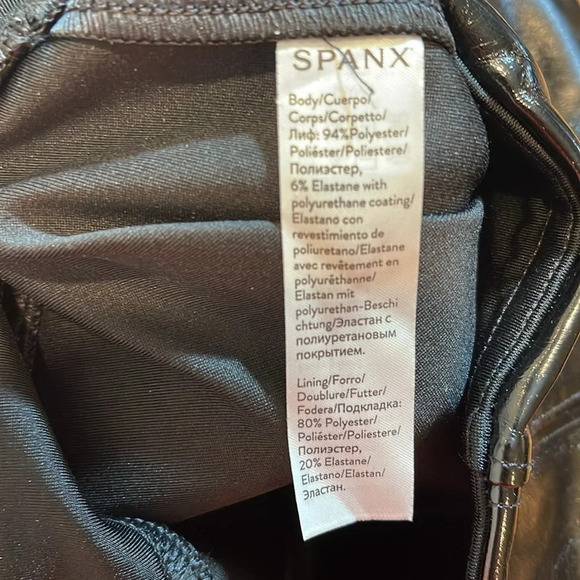 SPANX
Body/Cuerpo/
Corps/Corpetto/
Лиф: 94%Polyester/
Poliéster/Poliestere/
Полиэстер,
6% Elastane with
polyurethane coating/
Elastano con
revestimiento de
poliuretano/Elastane
avec revêtement en
polyuréthanne/
Elastan mit
polyurethan-Beschi
chtung/Эластан с
полиуретановым
покрытием.
Lining/Forro/
Doublure/Futter/
Fodera/Подкладка:
80% Polyester/
Poliéster/Poliestere/
Полиэстер,
20% Elastane/
Elastano/Elastan/
Эластан.